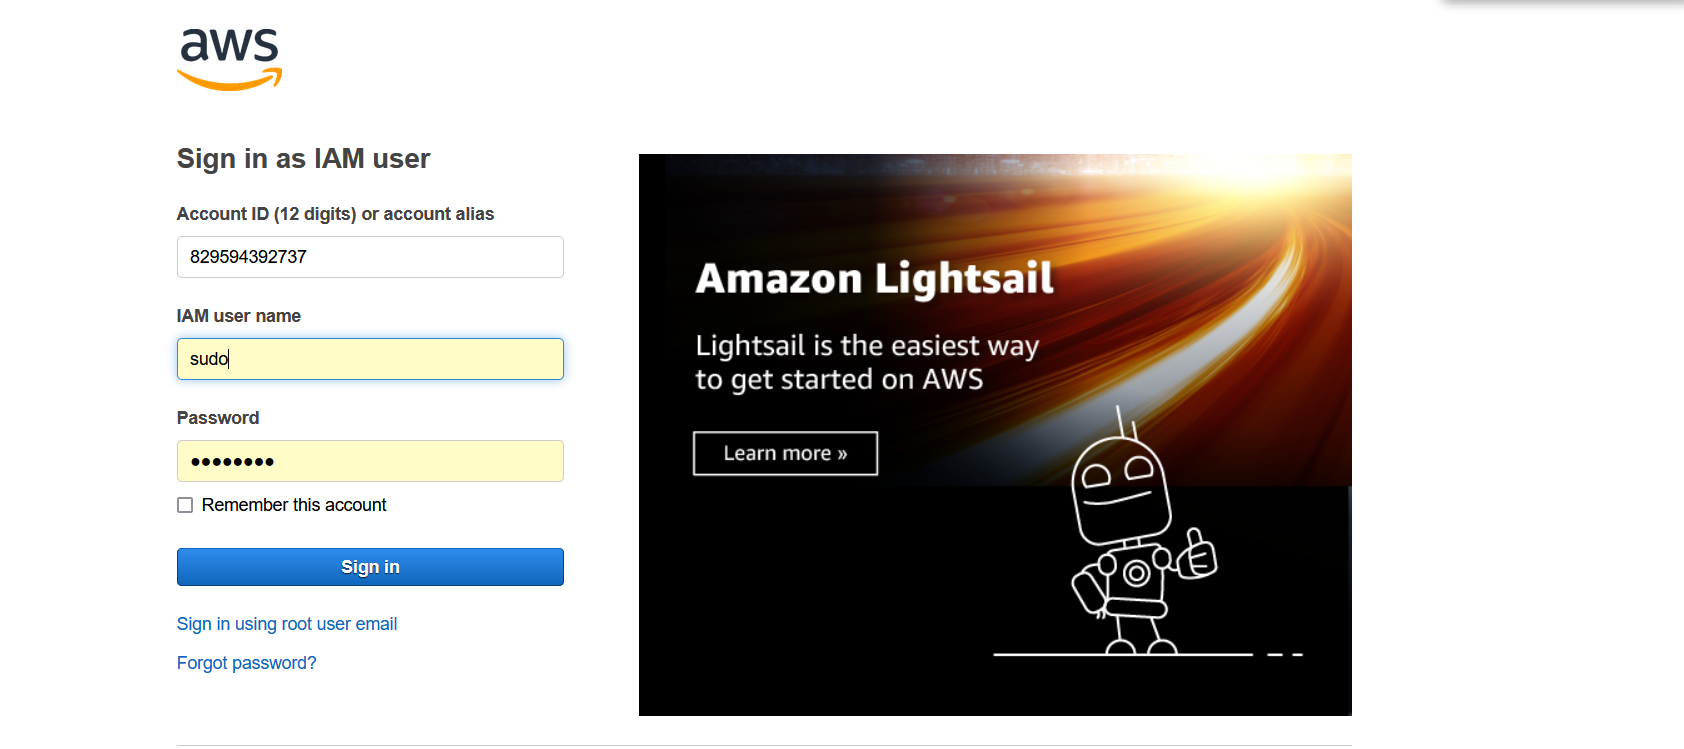 aws
Sign in as IAM user
Account ID (12 digits) or account alias
829594392737
IAM user name
sudo
Password
••••••••
Remember this account
Sign in
Sign in using root user email
Forgot password?
Amazon Lightsail
Lightsail is the easiest way
to get started on AWS
Learn more »